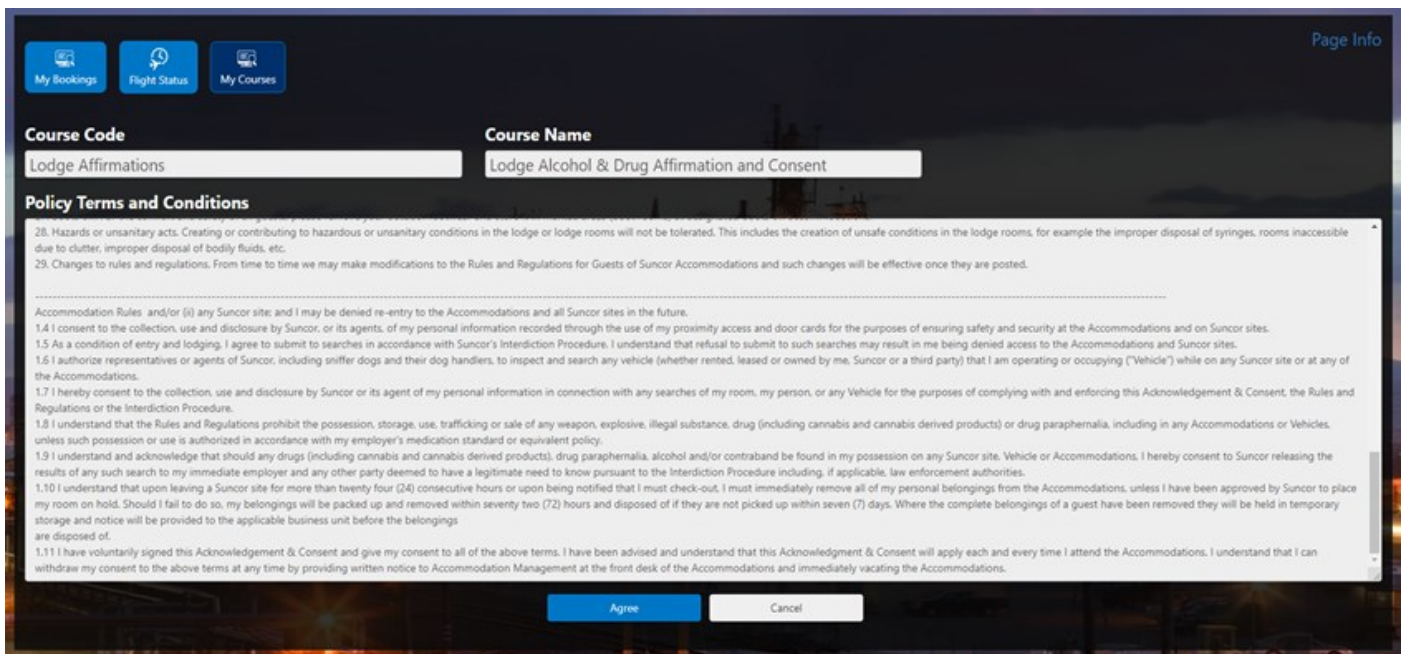 Page Info
My Bookings
Flight Status
My Courses
Course Code
Course Name
Lodge Affirmations
Lodge Alcohol & Drug Affirmation and Consent
Policy Terms and Conditions
28. Hazards or unsanitary acts. Creating or contributing to hazardous or unsanitary conditions in the lodge or lodge rooms will not be tolerated. This includes the creation of unsafe conditions in the lodge rooms, for example the improper disposal of syringes, rooms inaccessible
due to clutter, improper disposal of bodily fluids, etc.
29. Changes to rules and regulations. From time to time we may make modifications to the Rules and Regulations for Guests of Suncor Accommodations and such changes will be effective once they are posted.
Accommodation Rules and/or (ii) any Suncor site; and I may be denied re-entry to the Accommodations and all Suncor sites in the future.
1.4 I consent to the collection, use and disclosure by Suncor, or its agents, of my personal information recorded through the use of my proximity access and door cards for the purposes of ensuring safety and security at the Accommodations and on Suncor sites.
1.5 As a condition of entry and lodging, I agree to submit to searches in accordance with Suncor's Interdiction Procedure. I understand that refusal to submit to such searches may result in me being denied access to the Accommodations and Suncor sites.
1.6 I authorize representatives or agents of Suncor, including sniffer dogs and their dog handlers, to inspect and search any vehicle (whether rented, leased or owned by me, Suncor or a third party) that I am operating or occupying ("Vehicle") while on any Suncor site or at any of
the Accommodations.
1.7 I hereby consent to the collection, use and disclosure by Suncor or its agent of my personal information in connection with any searches of my room, my person, or any Vehicle for the purposes of complying with and enforcing this Acknowledgement & Consent, the Rules and
Regulations or the Interdiction Procedure.
1.8 I understand that the Rules and Regulations prohibit the possession, storage, use, trafficking or sale of any weapon, explosive, illegal substance, drug (including cannabis and cannabis derived products) or drug paraphernalia, including in any Accommodations or Vehicles,
unless such possession or use is authorized in accordance with my employer's medication standard or equivalent policy.
1.9 I understand and acknowledge that should any drugs (including cannabis and cannabis derived products), drug paraphernalia, alcohol and/or contraband be found in my possession on any Suncor site, Vehicle or Accommodations, I hereby consent to Suncor releasing the
results of any such search to my immediate employer and any other party deemed to have a legitimate need to know pursuant to the Interdiction Procedure including, if applicable, law enforcement authorities.
1.10 I understand that upon leaving a Suncor site for more than twenty four (24) consecutive hours or upon being notified that I must check-out, I must immediately remove all of my personal belongings from the Accommodations, unless I have been approved by Suncor to place
my room on hold. Should I fail to do so, my belongings will be packed up and removed within seventy two (72) hours and disposed of if they are not picked up within seven (7) days. Where the complete belongings of a guest have been removed they will be held in temporary
storage and notice will be provided to the applicable business unit before the belongings
are disposed of.
1.11 I have voluntarily signed this Acknowledgement & Consent and give my consent to all of the above terms. I have been advised and understand that this Acknowledgment & Consent will apply each and every time I attend the Accommodations. I understand that I can
withdraw my consent to the above terms at any time by providing written notice to Accommodation Management at the front desk of the Accommodations and immediately vacating the Accommodations.
Agree
Cancel